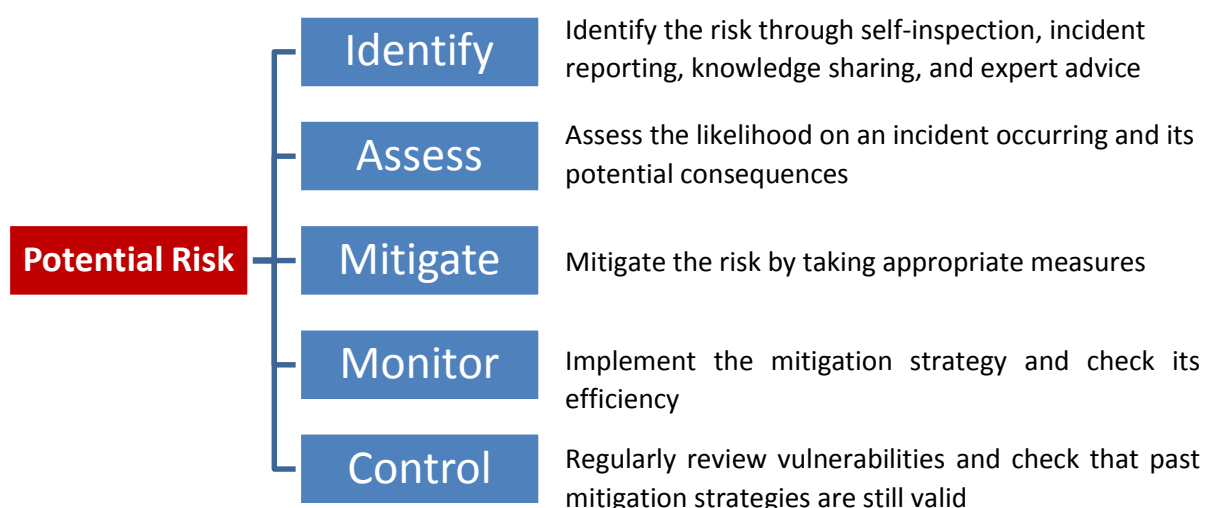 Identify
Identify the risk through self-inspection, incident
reporting, knowledge sharing, and expert advice
Assess
Assess the likelihood on an incident occurring and its
potential consequences
Potential Risk
Mitigate
Mitigate the risk by taking appropriate measures
Monitor
Implement the mitigation strategy and check its
efficiency
Control
Regularly review vulnerabilities and check that past
mitigation strategies are still valid